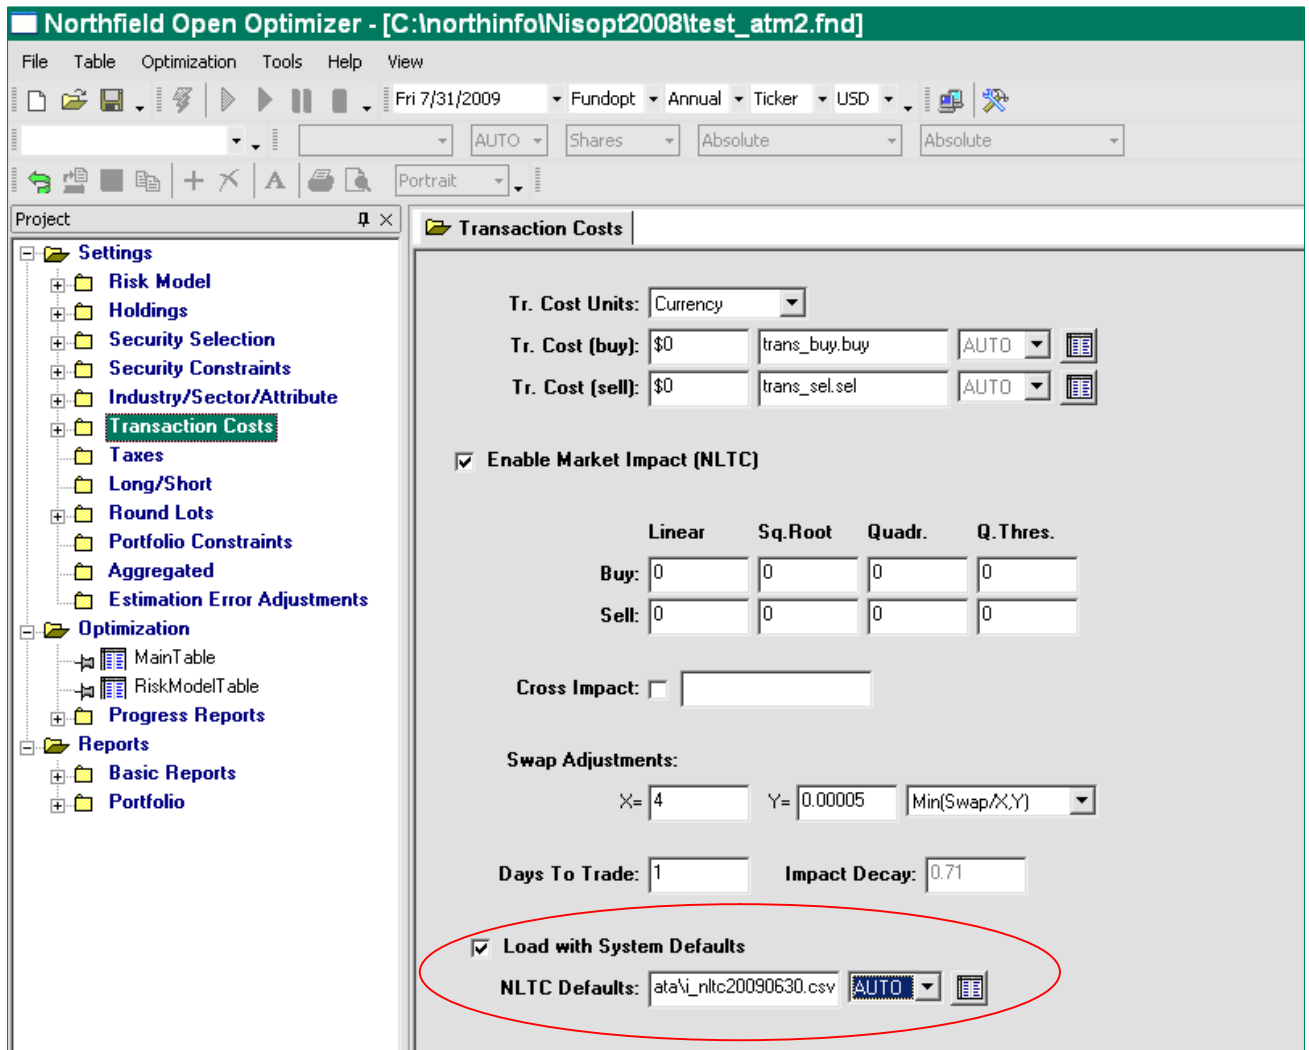 Northfield Open Optimizer - [C:\northinfo\Nisopt2008\test_atm2.fnd]
File Table Optimization Tools Help View
Fri 7/31/2009 Fundopt Annual Ticker USD
AUTO Shares Absolute Absolute
A Portrait
Project
Settings
Risk Model
Holdings
Security Selection
Security Constraints
Industry/Sector/Attribute
Transaction Costs
Taxes
Long/Short
Round Lots
Portfolio Constraints
Aggregated
Estimation Error Adjustments
Optimization
MainTable
RiskModelTable
Progress Reports
Reports
Basic Reports
Portfolio
Transaction Costs
Tr. Cost Units: Currency
Tr. Cost (buy): $0 trans_buy.buy AUTO
Tr. Cost (sell): $0 trans_sel.sel AUTO
Enable Market Impact (NLTC)
Linear Sq.Root Quadr. Q.Thres.
Buy: 0 0 0 0
Sell: 0 0 0 0
Cross Impact:
Swap Adjustments:
X= 4 Y= 0.00005 Min(Swap/X,Y)
Days To Trade: 1 Impact Decay: 0.71
Load with System Defaults
NLTC Defaults: ata\i_nltc20090630.csv AUTO